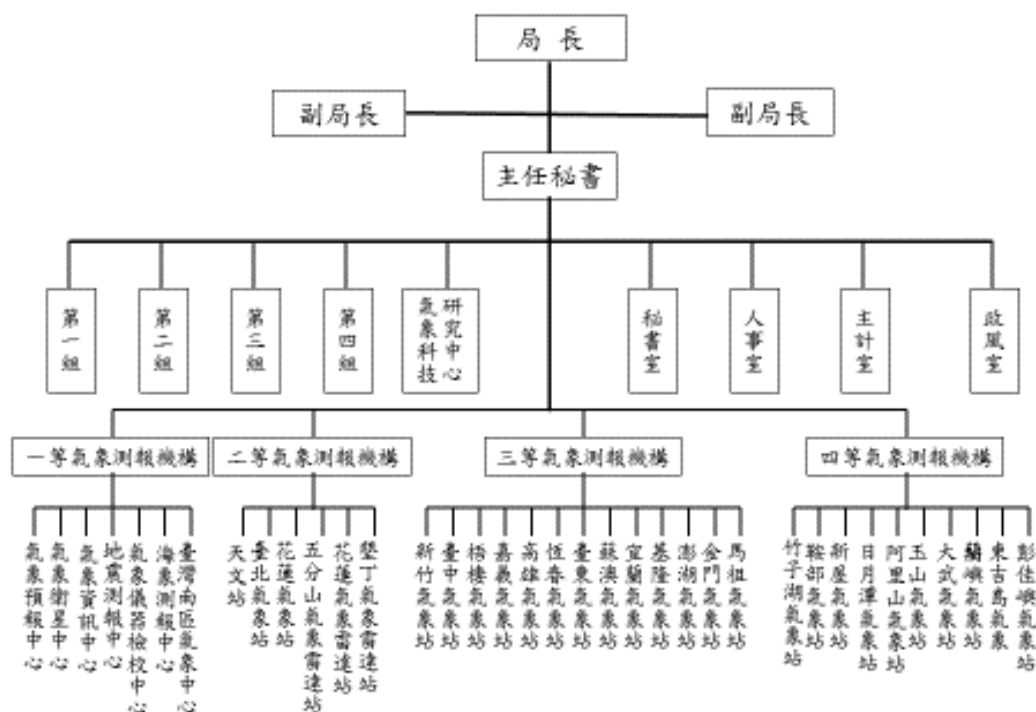 局長
副局長
副局長
主任秘書
第一組
第二組
第三組
第四組
氣象科技
研究中心
秘書室
人事室
主計室
政風室
一等氣象測報機構
二等氣象測報機構
三等氣象測報機構
四等氣象測報機構
氣象預報中心
氣象衛星中心
氣象資訊中心
地震測報中心
氣象儀器檢校中心
海象測報中心
臺灣南區氣象中心
天文站
臺北氣象站
花蓮氣象站
五分山氣象雷達站
花蓮氣象雷達站
墾丁氣象雷達站
新竹氣象站
臺中氣象站
梧棲氣象站
嘉義氣象站
高雄氣象站
恆春氣象站
臺東氣象站
蘇澳氣象站
宜蘭氣象站
基隆氣象站
澎湖氣象站
金門氣象站
馬祖氣象站
竹子湖氣象站
鞍部氣象站
新屋氣象站
日月潭氣象站
阿里山氣象站
玉山氣象站
大武氣象站
蘭嶼氣象站
東吉島氣象
彭佳嶼氣象站